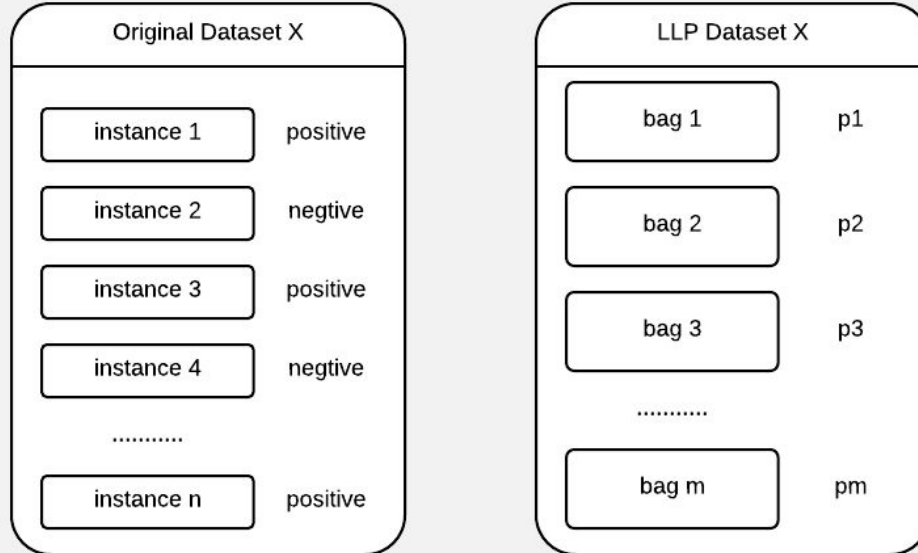 Original Dataset X
instance 1 positive
instance 2 negtive
instance 3 positive
instance 4 negtive
...........
instance n positive
LLP Dataset X
bag 1 p1
bag 2 p2
bag 3 p3
...........
bag m pm